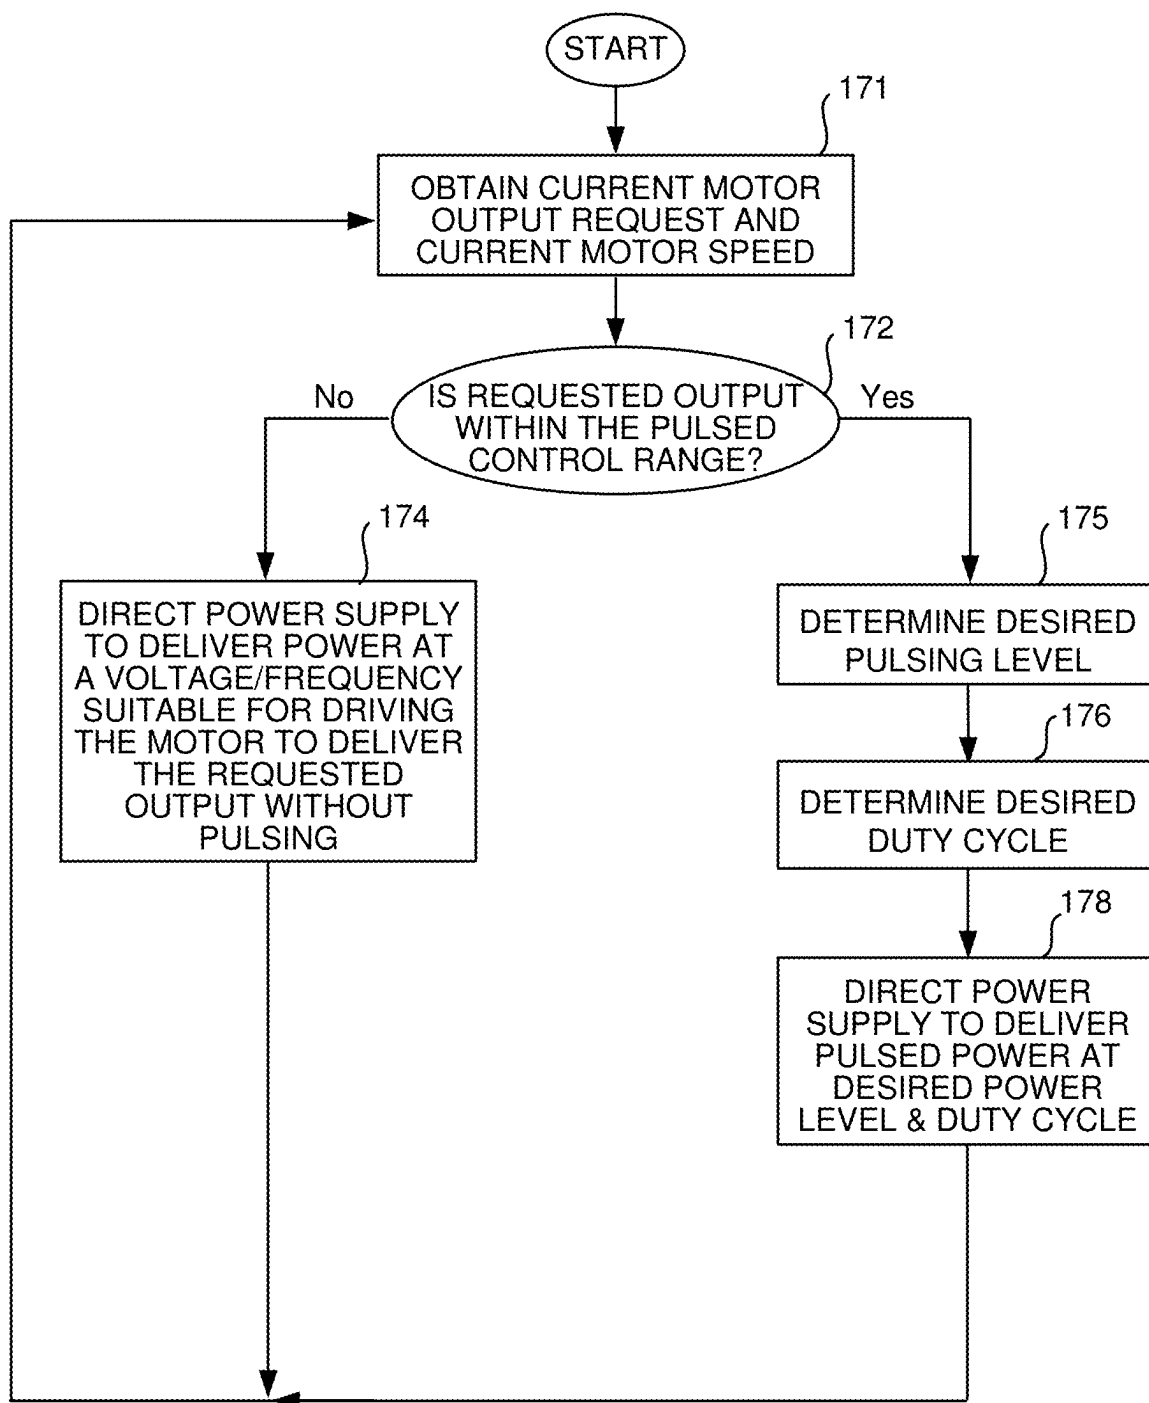 START
171
OBTAIN CURRENT MOTOR
OUTPUT REQUEST AND
CURRENT MOTOR SPEED
172
No
IS REQUESTED OUTPUT
WITHIN THE PULSED
CONTROL RANGE?
Yes
174
DIRECT POWER SUPPLY
TO DELIVER POWER AT
A VOLTAGE/FREQUENCY
SUITABLE FOR DRIVING
THE MOTOR TO DELIVER
THE REQUESTED
OUTPUT WITHOUT
PULSING
175
DETERMINE DESIRED
PULSING LEVEL
176
DETERMINE DESIRED
DUTY CYCLE
178
DIRECT POWER
SUPPLY TO DELIVER
PULSED POWER AT
DESIRED POWER
LEVEL & DUTY CYCLE